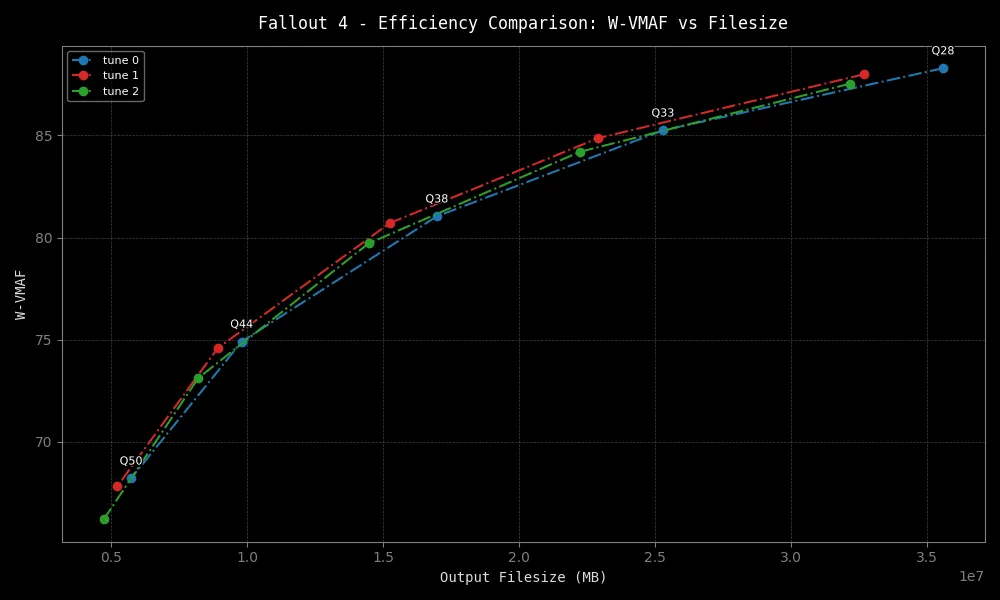 Fallout 4 - Efficiency Comparison: W-VMAF vs Filesize
tune 0
tune 1
tune 2
Q28
Q33
Q38
Q44
Q50
85
80
75
70
W-VMAF
0.5 1.0 1.5 2.0 2.5 3.0 3.5
1e7
Output Filesize (MB)